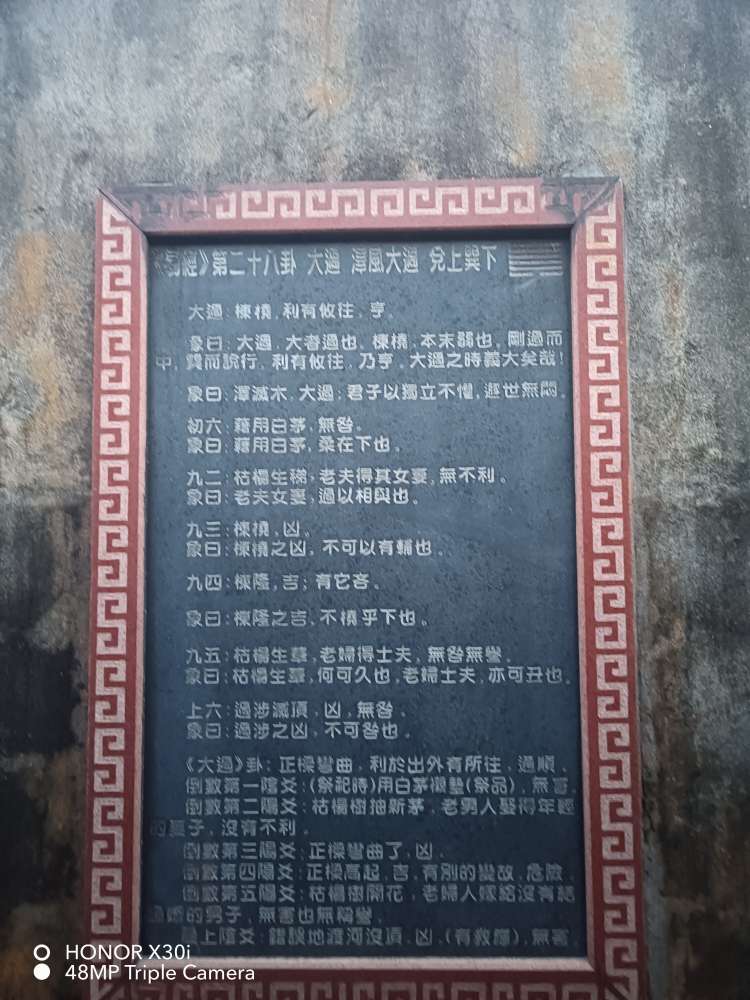 《易經》第二十八卦 大過 澤風大過 兌上巽下
大過:棟橈,利有攸往,亨。
彖曰:大過,大者過也。棟橈,本末弱也。剛過而
中,巽而說行,利有攸往,乃亨。大過之時義大矣哉!
象曰:澤滅木,大過;君子以獨立不懼,遯世無悶。
初六:藉用白茅,無咎。
象曰:藉用白茅,柔在下也。
九二:枯楊生稊,老夫得其女妻,無不利。
象曰:老夫女妻,過以相與也。
九三:棟橈,凶。
象曰:棟橈之凶,不可以有輔也。
九四:棟隆,吉;有它吝。
象曰:棟隆之吉,不橈乎下也。
九五:枯楊生華,老婦得士夫,無咎無譽。
象曰:枯楊生華,何可久也,老婦士夫,亦可丑也。
上六:過涉滅頂,凶,無咎。
象曰:過涉之凶,不可咎也。
《大過》卦:正樑彎曲,利於出外有所往,通順。
倒數第一陰爻:(祭祀時)用白茅襯墊(祭品),無害。
倒數第二陽爻:枯楊樹抽新茅,老男人娶得年輕
的妻子,沒有不利。
倒數第三陽爻:正樑彎曲了,凶。
倒數第四陽爻:正樑高起,吉,有別的變故,危險。
倒數第五陽爻:枯楊樹開花,老婦人嫁給沒有結
過婚的男子,無害也無稱譽。
最上陰爻:錯誤地渡河沒頂,凶,(有救蹄),無害
HONOR X30i
48MP Triple Camera